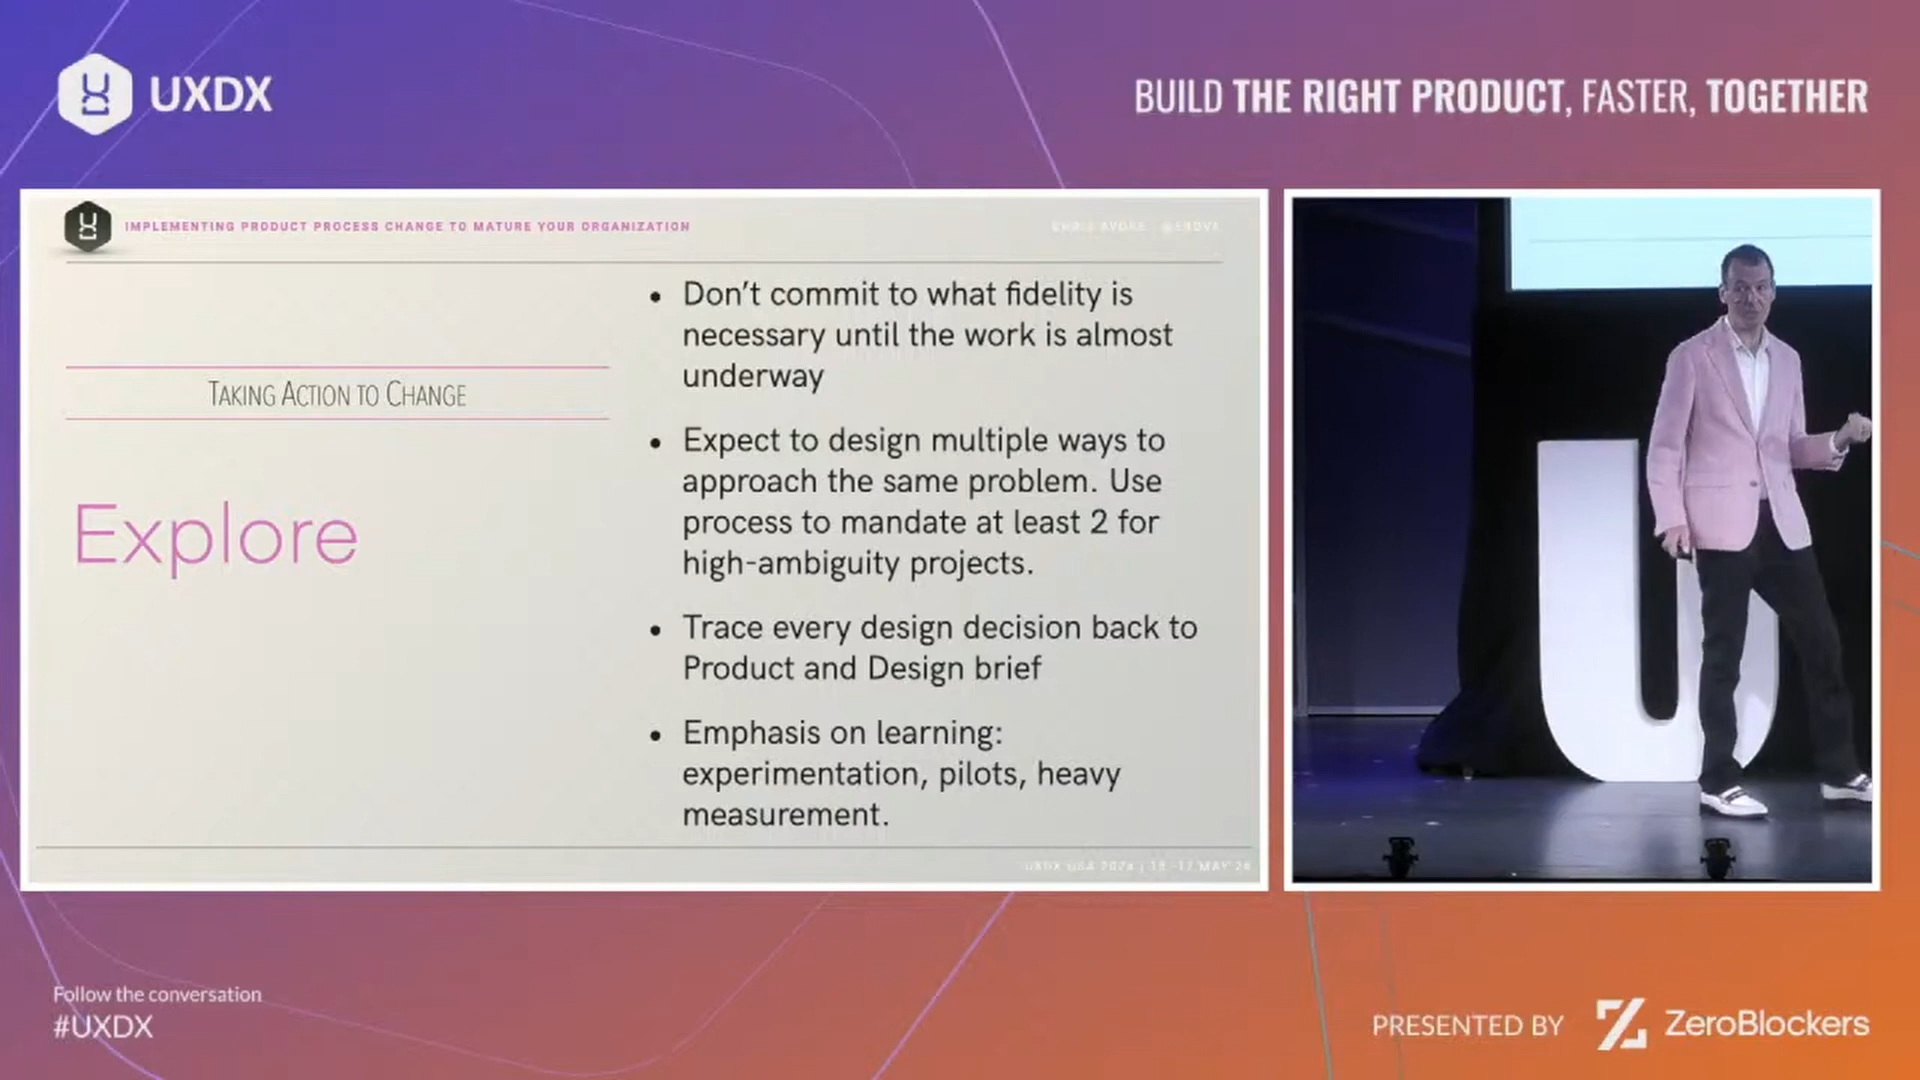 UXDX
BUILD THE RIGHT PRODUCT, FASTER, TOGETHER
IMPLEMENTING PRODUCT PROCESS CHANGE TO MATURE YOUR ORGANIZATION
TAKING ACTION TO CHANGE
Explore
• Don’t commit to what fidelity is
necessary until the work is almost
underway
• Expect to design multiple ways to
approach the same problem. Use
process to mandate at least 2 for
high-ambiguity projects.
• Trace every design decision back to
Product and Design brief
• Emphasis on learning:
experimentation, pilots, heavy
measurement.
UXDX USA 2024 |
MAY
U
Follow the conversation
#UXDX
PRESENTED BY
ZeroBlockers